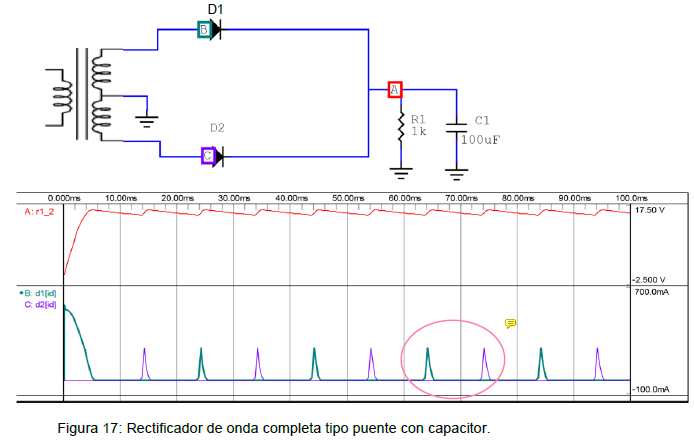 D1
B
A
R1
1k
C1
100uF
D2
C
0.000ms 10.00ms 20.00ms 30.00ms 40.00ms 50.00ms 60.00ms 70.00ms 80.00ms 90.00ms 100.0ms
A: r1_2
17.50 V
-2.500 V
B: d1[id]
700.0mA
C: d2[id]
-100.0mA
Figura 17: Rectificador de onda completa tipo puente con capacitor.